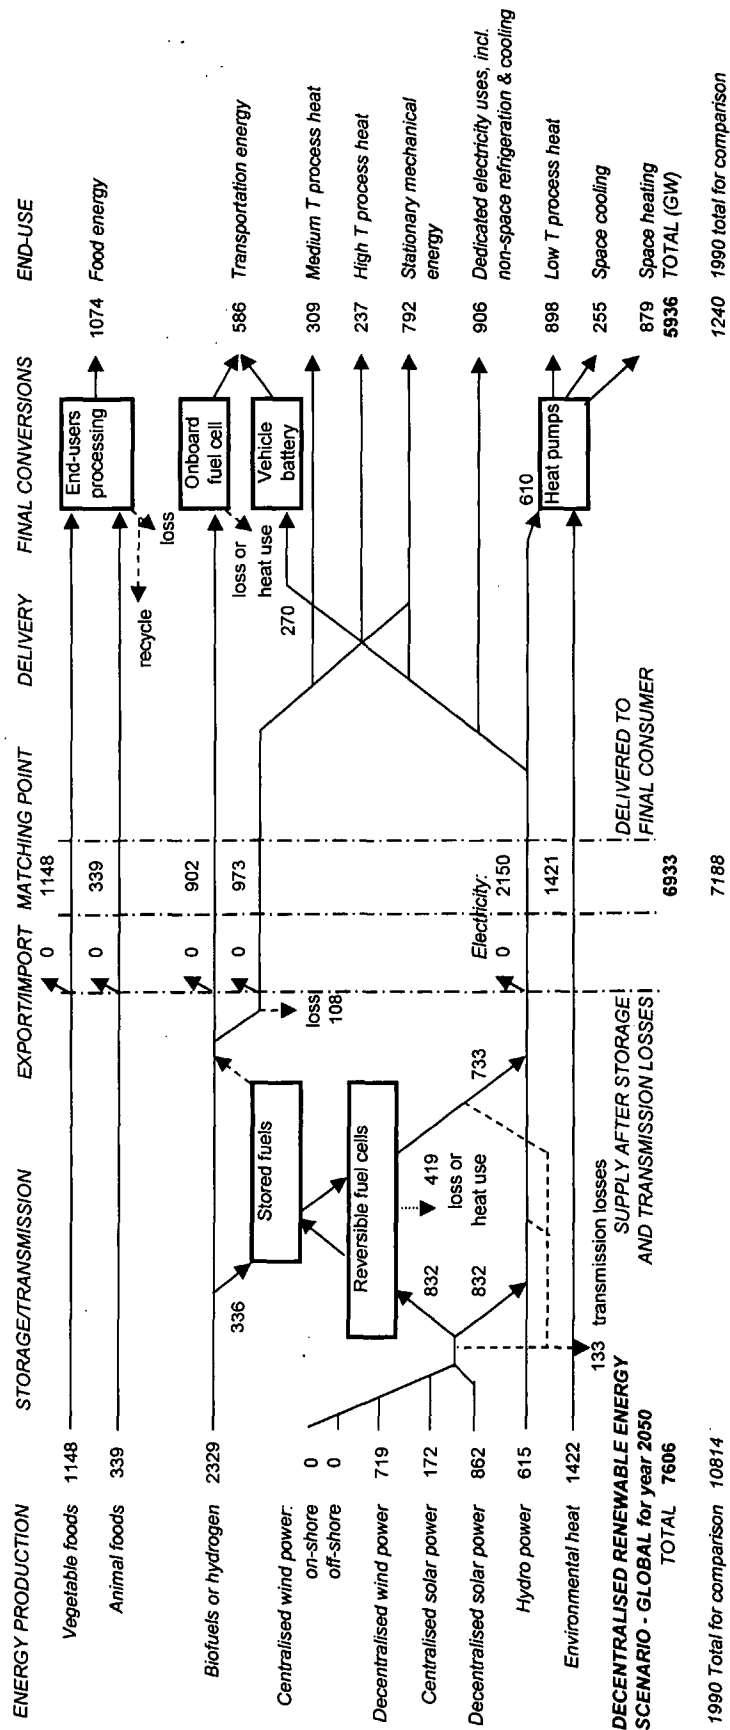 ENERGY PRODUCTION
STORAGE/TRANSMISSION
EXPORT/IMPORT
MATCHING POINT
DELIVERY
FINAL CONVERSIONS
END-USE
Vegetable foods 1148
0
1148
End-users
processing
1074 Food energy
Animal foods 339
0
339
recycle
loss
Biofuels or hydrogen 2329
336
Stored fuels
0
902
Onboard
fuel cell
loss or
heat use
586 Transportation energy
loss
108
0
973
Vehicle
battery
270
Centralised wind power:
on-shore 0
off-shore 0
Reversible fuel cells
309 Medium T process heat
Decentralised wind power 719
237 High T process heat
Centralised solar power 172
832
419
loss or
heat use
792 Stationary mechanical
energy
Decentralised solar power 862
832
733
Electricity:
906 Dedicated electricity uses, incl.
non-space refrigeration & cooling
Hydro power 615
0
2150
610
Heat pumps
898 Low T process heat
Environmental heat 1422
1421
255 Space cooling
133 transmission losses
879 Space heating
DECENTRALISED RENEWABLE ENERGY
SCENARIO - GLOBAL for year 2050
SUPPLY AFTER STORAGE
AND TRANSMISSION LOSSES
DELIVERED TO
FINAL CONSUMER
TOTAL 7606
6933
5936 TOTAL (GW)
1990 Total for comparison 10814
7188
1240 1990 total for comparison